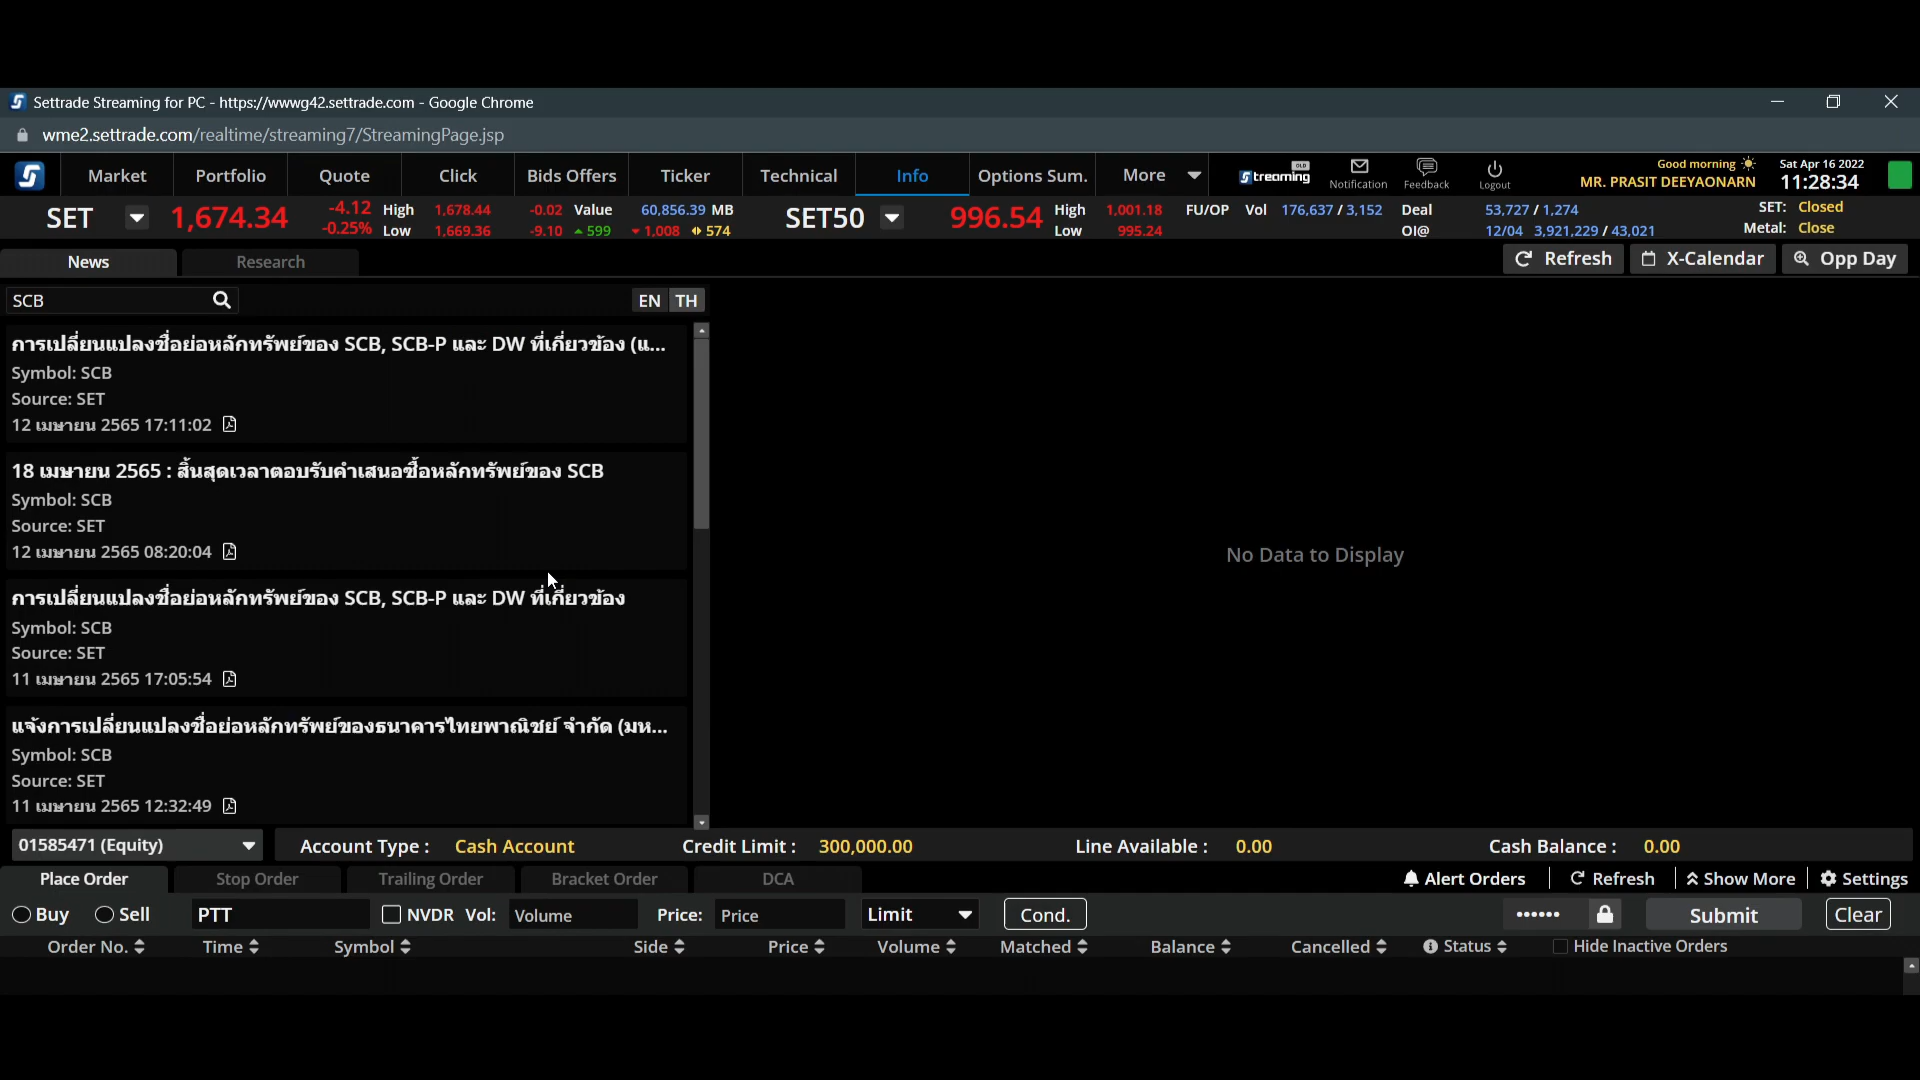 Settrade Streaming for PC - https://wwwg42.settrade.com - Google Chrome
wme2.settrade.com/realtime/streaming7/StreamingPage.jsp
Market Portfolio Quote Click Bids Offers Ticker Technical Info Options Sum. More Streaming OLD Notification Feedback Logout Good morning MR. PRASIT DEEYAONARN Sat Apr 16 2022 11:28:34
SET 1,674.34 -4.12 High 1,678.44 -0.02 Value 60,856.39 MB SET50 996.54 High 1,001.18 FU/OP Vol 176,637 / 3,152 Deal 53,727 / 1,274 SET: Closed
-0.25% Low 1,669.36 -9.10 599 1,008 574 Low 995.24 OI@ 12/04 3,921,229 / 43,021 Metal: Close
News Research Refresh X-Calendar Opp Day
SCB EN TH
การเปลี่ยนแปลงชื่อย่อหลักทรัพย์ของ SCB, SCB-P และ DW ที่เกี่ยวข้อง (แ...
Symbol: SCB
Source: SET
12 เมษายน 2565 17:11:02
18 เมษายน 2565 : สิ้นสุดเวลาตอบรับคำเสนอซื้อหลักทรัพย์ของ SCB
Symbol: SCB
Source: SET
12 เมษายน 2565 08:20:04
No Data to Display
การเปลี่ยนแปลงชื่อย่อหลักทรัพย์ของ SCB, SCB-P และ DW ที่เกี่ยวข้อง
Symbol: SCB
Source: SET
11 เมษายน 2565 17:05:54
แจ้งการเปลี่ยนแปลงชื่อย่อหลักทรัพย์ของธนาคารไทยพาณิชย์ จำกัด (มห...
Symbol: SCB
Source: SET
11 เมษายน 2565 12:32:49
01585471 (Equity) Account Type : Cash Account Credit Limit : 300,000.00 Line Available : 0.00 Cash Balance : 0.00
Place Order Stop Order Trailing Order Bracket Order DCA Alert Orders Refresh Show More Settings
Buy Sell PTT NVDR Vol: Volume Price: Price Limit Cond. •••••• Submit Clear
Order No. Time Symbol Side Price Volume Matched Balance Cancelled Status Hide Inactive Orders